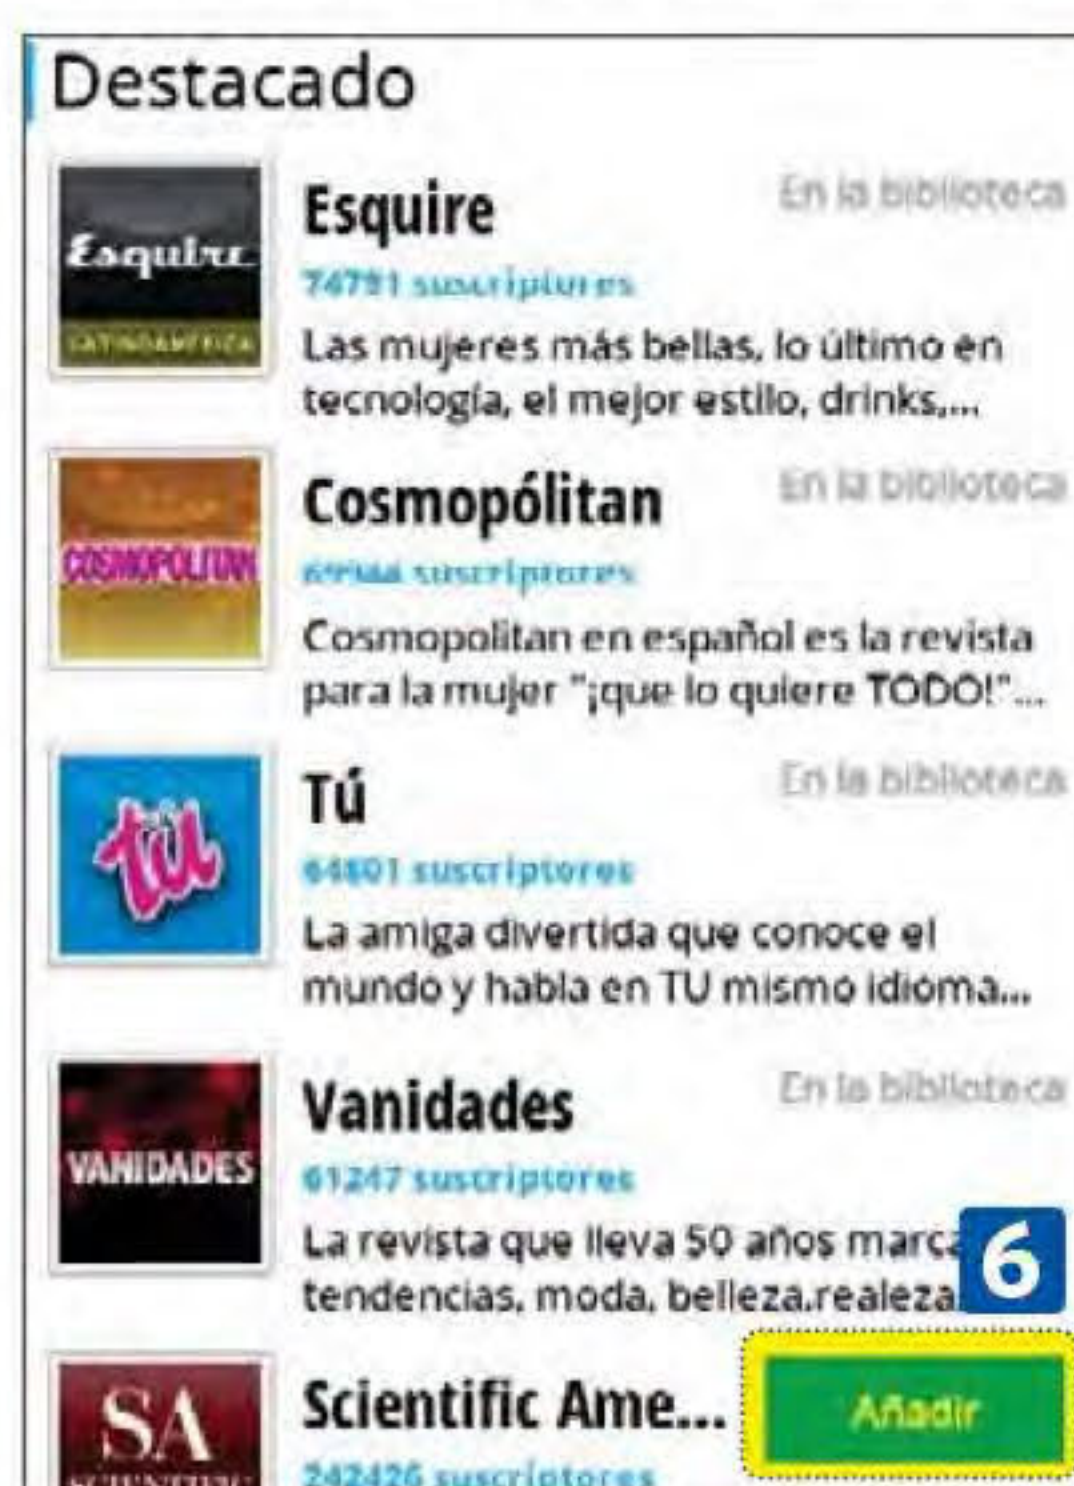 Destacado
Esquire
LATINOAMÉRICA
Esquire
En la biblioteca
74791 suscriptores
Las mujeres más bellas, lo último en
tecnología, el mejor estilo, drinks,...
COSMOPOLITAN
Cosmopólitan
En la biblioteca
suscriptores
Cosmopolitan en español es la revista
para la mujer "¡que lo quiere TODO!"...
tú
Tú
En la biblioteca
64801 suscriptores
La amiga divertida que conoce el
mundo y habla en TU mismo idioma...
VANIDADES
Vanidades
En la biblioteca
61247 suscriptores
La revista que lleva 50 años marca
tendencias, moda, belleza,realeza
6
SA
SCIENTIFIC
Scientific Ame...
Añadir
242426 suscriptores